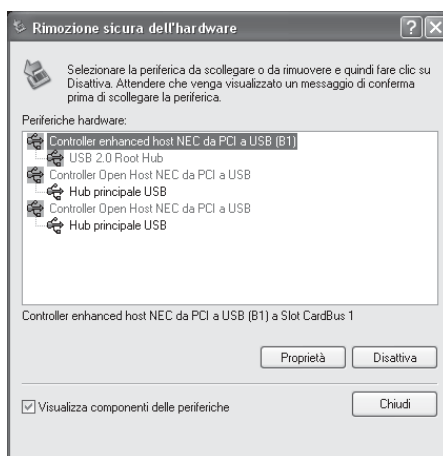 Rimozione sicura dell'hardware
Selezionare la periferica da scollegare o da rimuovere e quindi fare clic su
Disattiva. Attendere che venga visualizzato un messaggio di conferma
prima di scollegare la periferica.
Periferiche hardware:
Controller enhanced host NEC da PCI a USB (B1)
USB 2.0 Root Hub
Controller Open Host NEC da PCI a USB
Hub principale USB
Controller Open Host NEC da PCI a USB
Hub principale USB
Controller enhanced host NEC da PCI a USB (B1) a Slot CardBus 1
Proprietà
Disattiva
Visualizza componenti delle periferiche
Chiudi